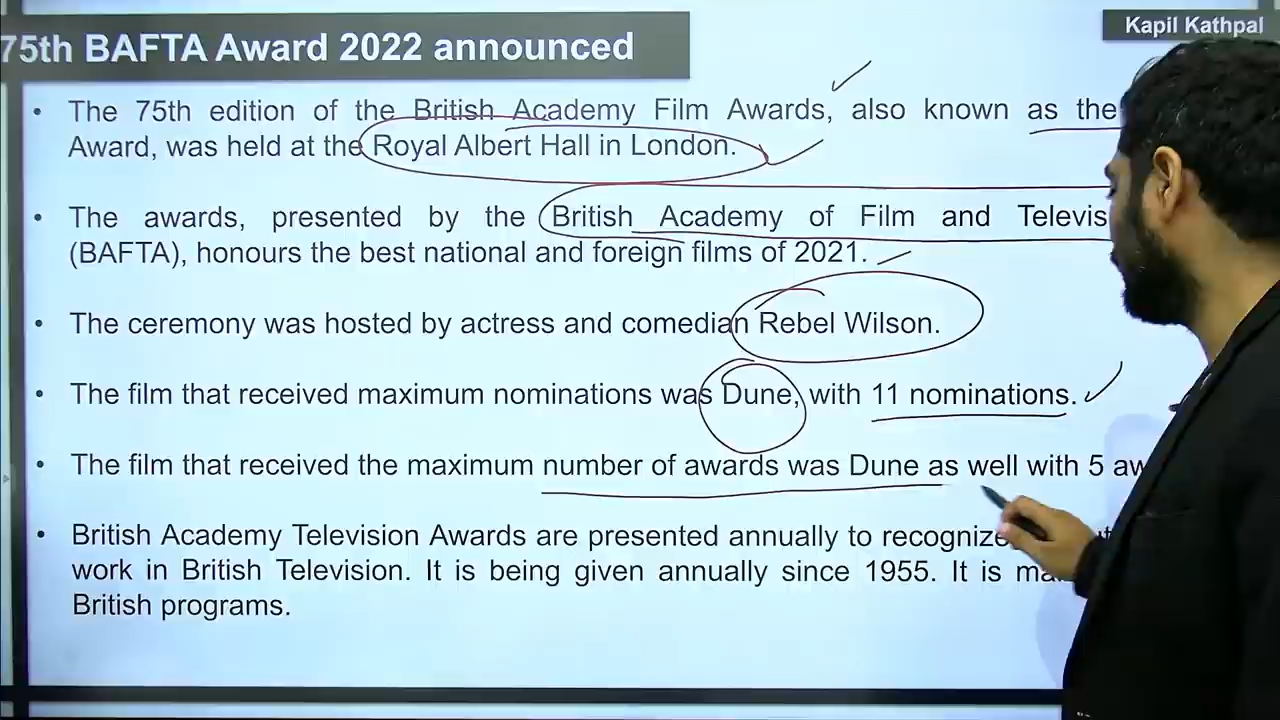 75th BAFTA Award 2022 announced
Kapil Kathpal
• The 75th edition of the British Academy Film Awards, also known as the
Award, was held at the Royal Albert Hall in London.
• The awards, presented by the British Academy of Film and Televis
(BAFTA), honours the best national and foreign films of 2021.
• The ceremony was hosted by actress and comedian Rebel Wilson.
• The film that received maximum nominations was Dune, with 11 nominations.
• The film that received the maximum number of awards was Dune as well with 5 aw
• British Academy Television Awards are presented annually to recognize
work in British Television. It is being given annually since 1955. It is
British programs.